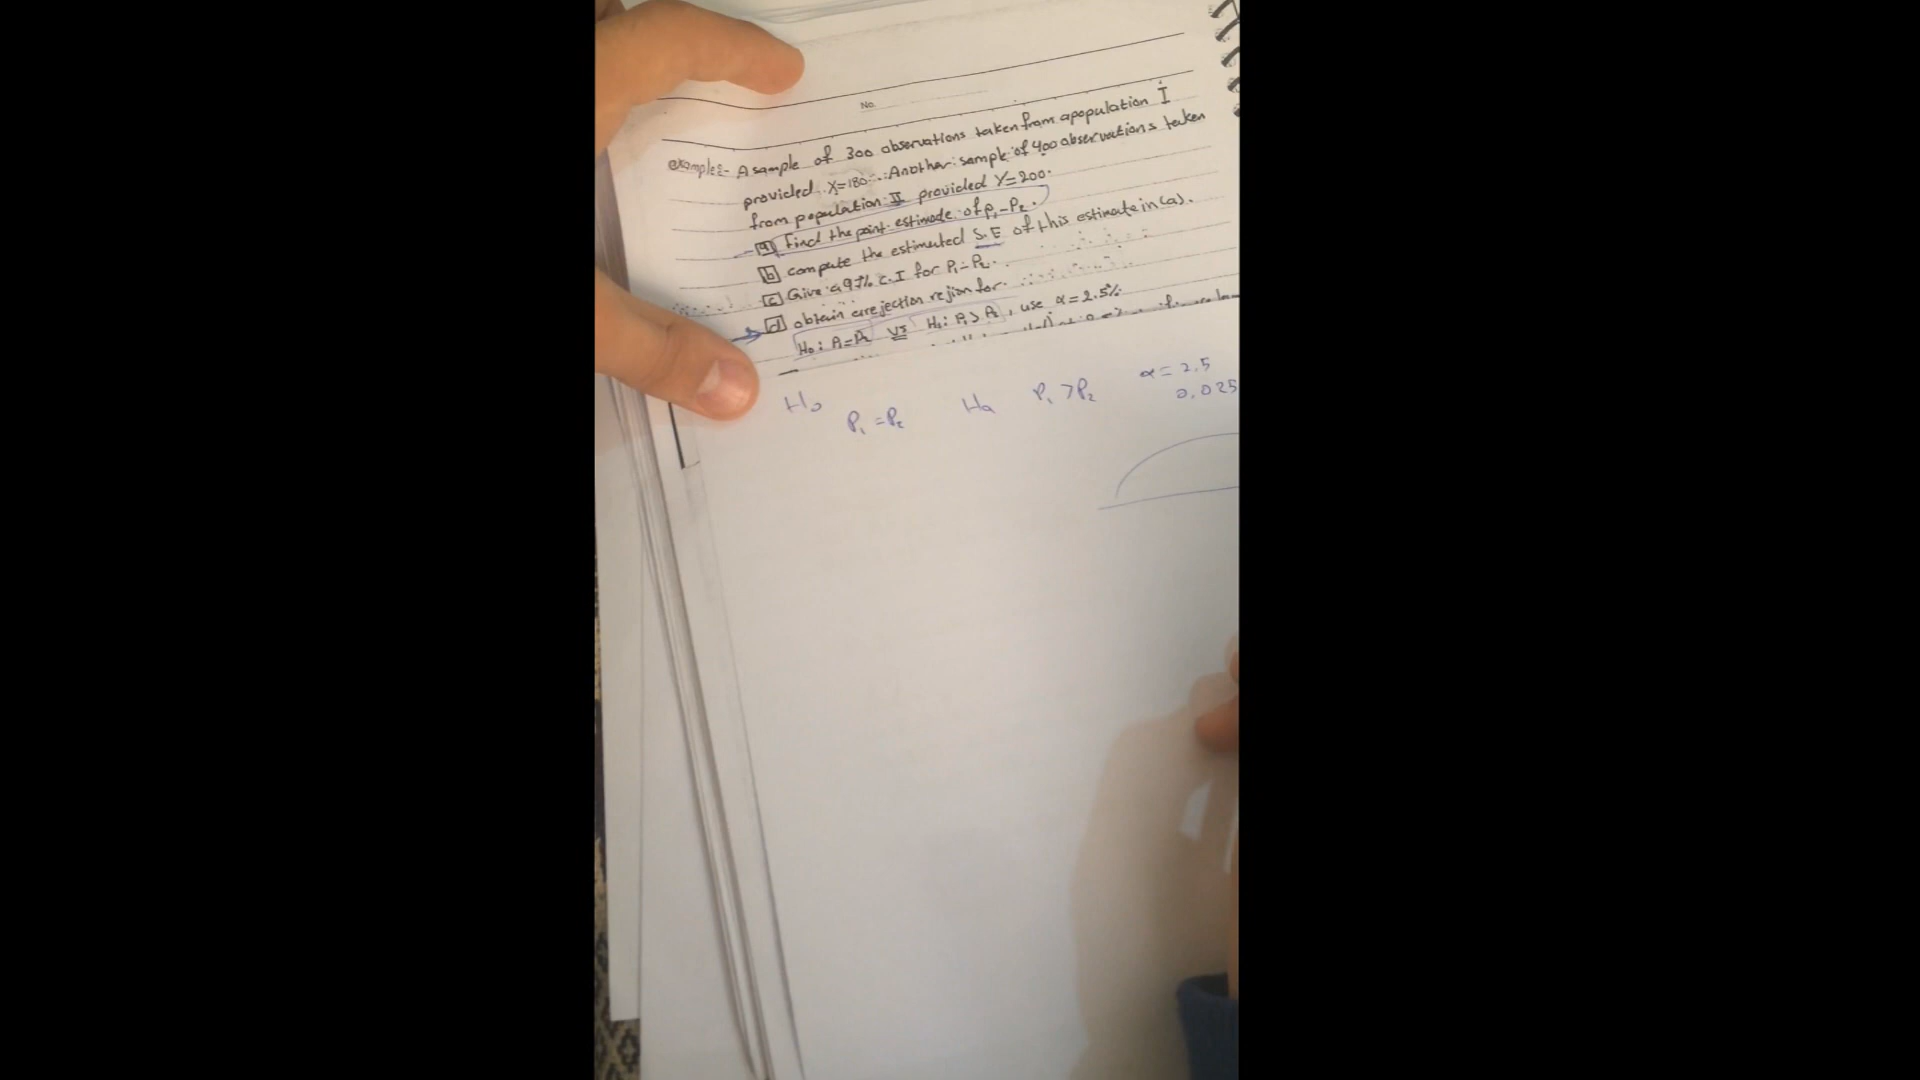 No.
example:- A sample of 300 observations taken from a population I
provided X=180. Another sample of 400 observations taken
from population II provided Y=200.
a Find the point estimate of p₁-P₂.
b compute the estimated S.E of this estimate in (a).
c Give a 97% C.I for P₁-P₂.
d obtain a rejection rejion for
H₀: P₁=P₂ VS H₁: P₁>P₂, use α=2.5%
H₀ P₁=P₂ Ha P₁>P₂ α=2.5
0.025